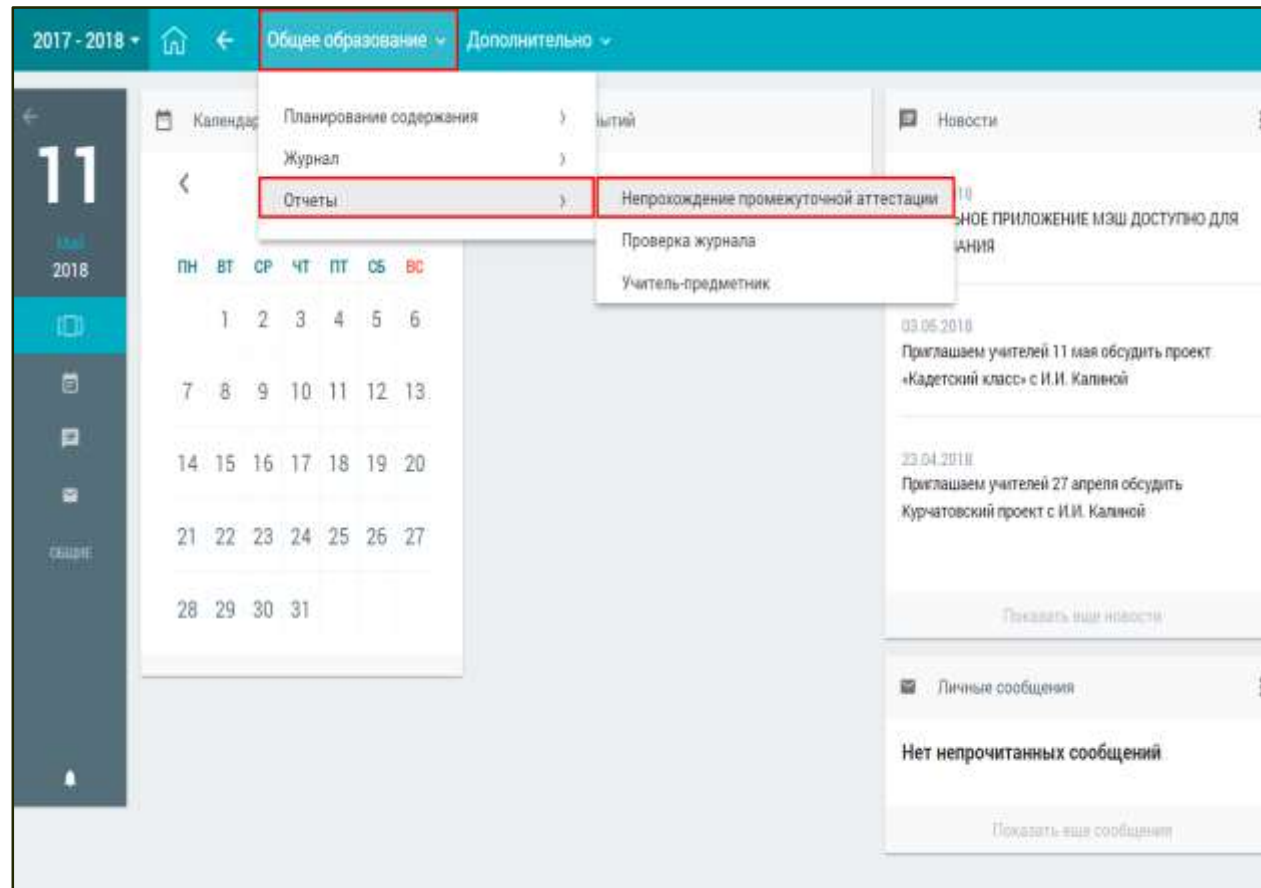 2017 - 2018
Общее образование
Дополнительно
11
Май
2018
ОБЩИЕ
Планирование содержания
Журнал
Отчеты
Непрохождение промежуточной аттестации
Проверка журнала
Учитель-предметник
Календар
ытий
ПН ВТ СР ЧТ ПТ СБ ВС
1 2 3 4 5 6
7 8 9 10 11 12 13
14 15 16 17 18 19 20
21 22 23 24 25 26 27
28 29 30 31
Новости
ЬНОЕ ПРИЛОЖЕНИЕ МЭШ ДОСТУПНО ДЛЯ
АНИЯ
03.05.2018
Приглашаем учителей 11 мая обсудить проект
«Кадетский класс» с И.И. Калиной
23.04.2018
Приглашаем учителей 27 апреля обсудить
Курчатовский проект с И.И. Калиной
Показать еще новости
Личные сообщения
Нет непрочитанных сообщений
Показать еще сообщения